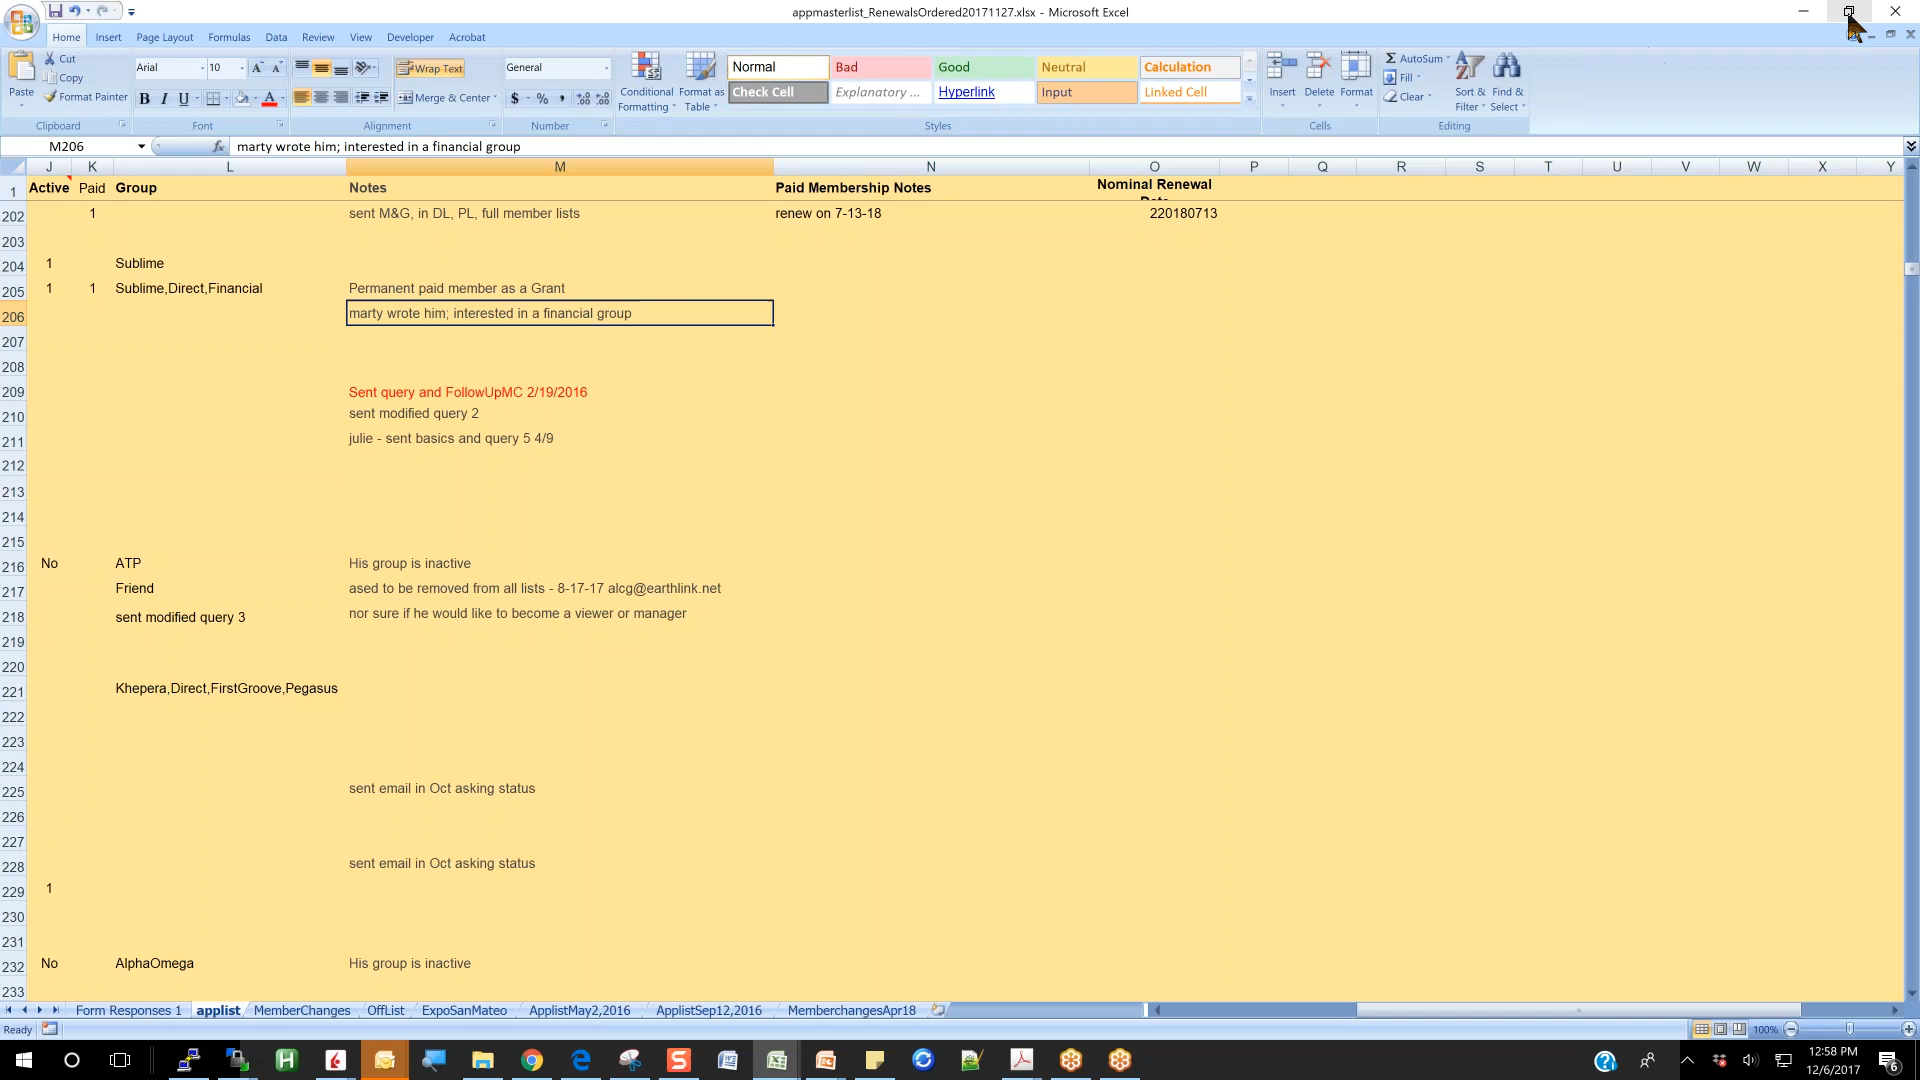 appmasterlist_RenewalsOrdered20171127.xlsx - Microsoft Excel
Home Insert Page Layout Formulas Data Review View Developer Acrobat
Paste Cut Copy Format Painter
Clipboard
Arial 10
B I U
Font
Wrap Text
Merge & Center
Alignment
General
$ % ,
Number
Conditional Formatting
Format as Table
Normal Bad Good Neutral Calculation
Check Cell Explanatory ... Hyperlink Input Linked Cell
Styles
Insert Delete Format
Cells
AutoSum
Fill
Clear
Sort & Filter
Find & Select
Editing
M206 fx marty wrote him; interested in a financial group
J K L M N O P Q R S T U V W X Y
1 Active Paid Group Notes Paid Membership Notes Nominal Renewal
202 1 sent M&G, in DL, PL, full member lists renew on 7-13-18 220180713
203
204 1 Sublime
205 1 1 Sublime,Direct,Financial Permanent paid member as a Grant
206 marty wrote him; interested in a financial group
207
208
209 Sent query and FollowUpMC 2/19/2016
210 sent modified query 2
211 julie - sent basics and query 5 4/9
212
213
214
215
216 No ATP His group is inactive
217 Friend ased to be removed from all lists - 8-17-17 alcg@earthlink.net
218 sent modified query 3 nor sure if he would like to become a viewer or manager
219
220
221 Khepera,Direct,FirstGroove,Pegasus
222
223
224
225 sent email in Oct asking status
226
227
228 sent email in Oct asking status
229 1
230
231
232 No AlphaOmega His group is inactive
233
Form Responses 1 applist MemberChanges OffList ExpoSanMateo ApplistMay2,2016 ApplistSep12,2016 MemberchangesApr18
Ready 100%
12:58 PM
12/6/2017
6